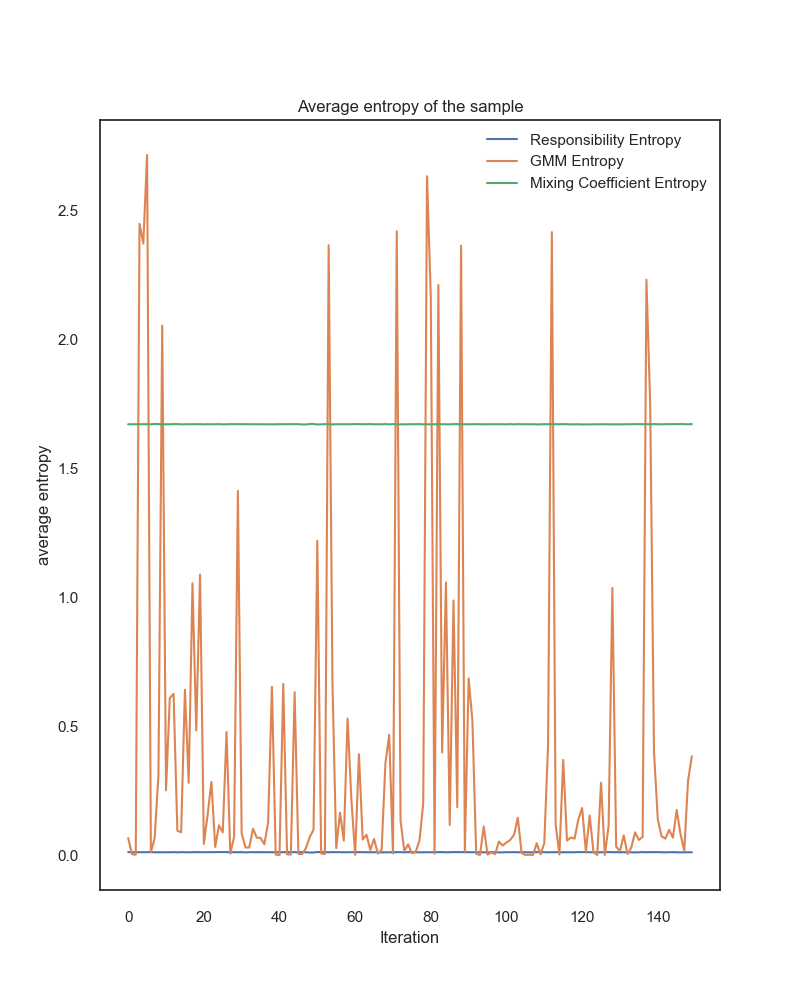 Average entropy of the sample
Responsibility Entropy
GMM Entropy
Mixing Coefficient Entropy
average entropy
2.5
2.0
1.5
1.0
0.5
0.0
0 20 40 60 80 100 120 140
Iteration